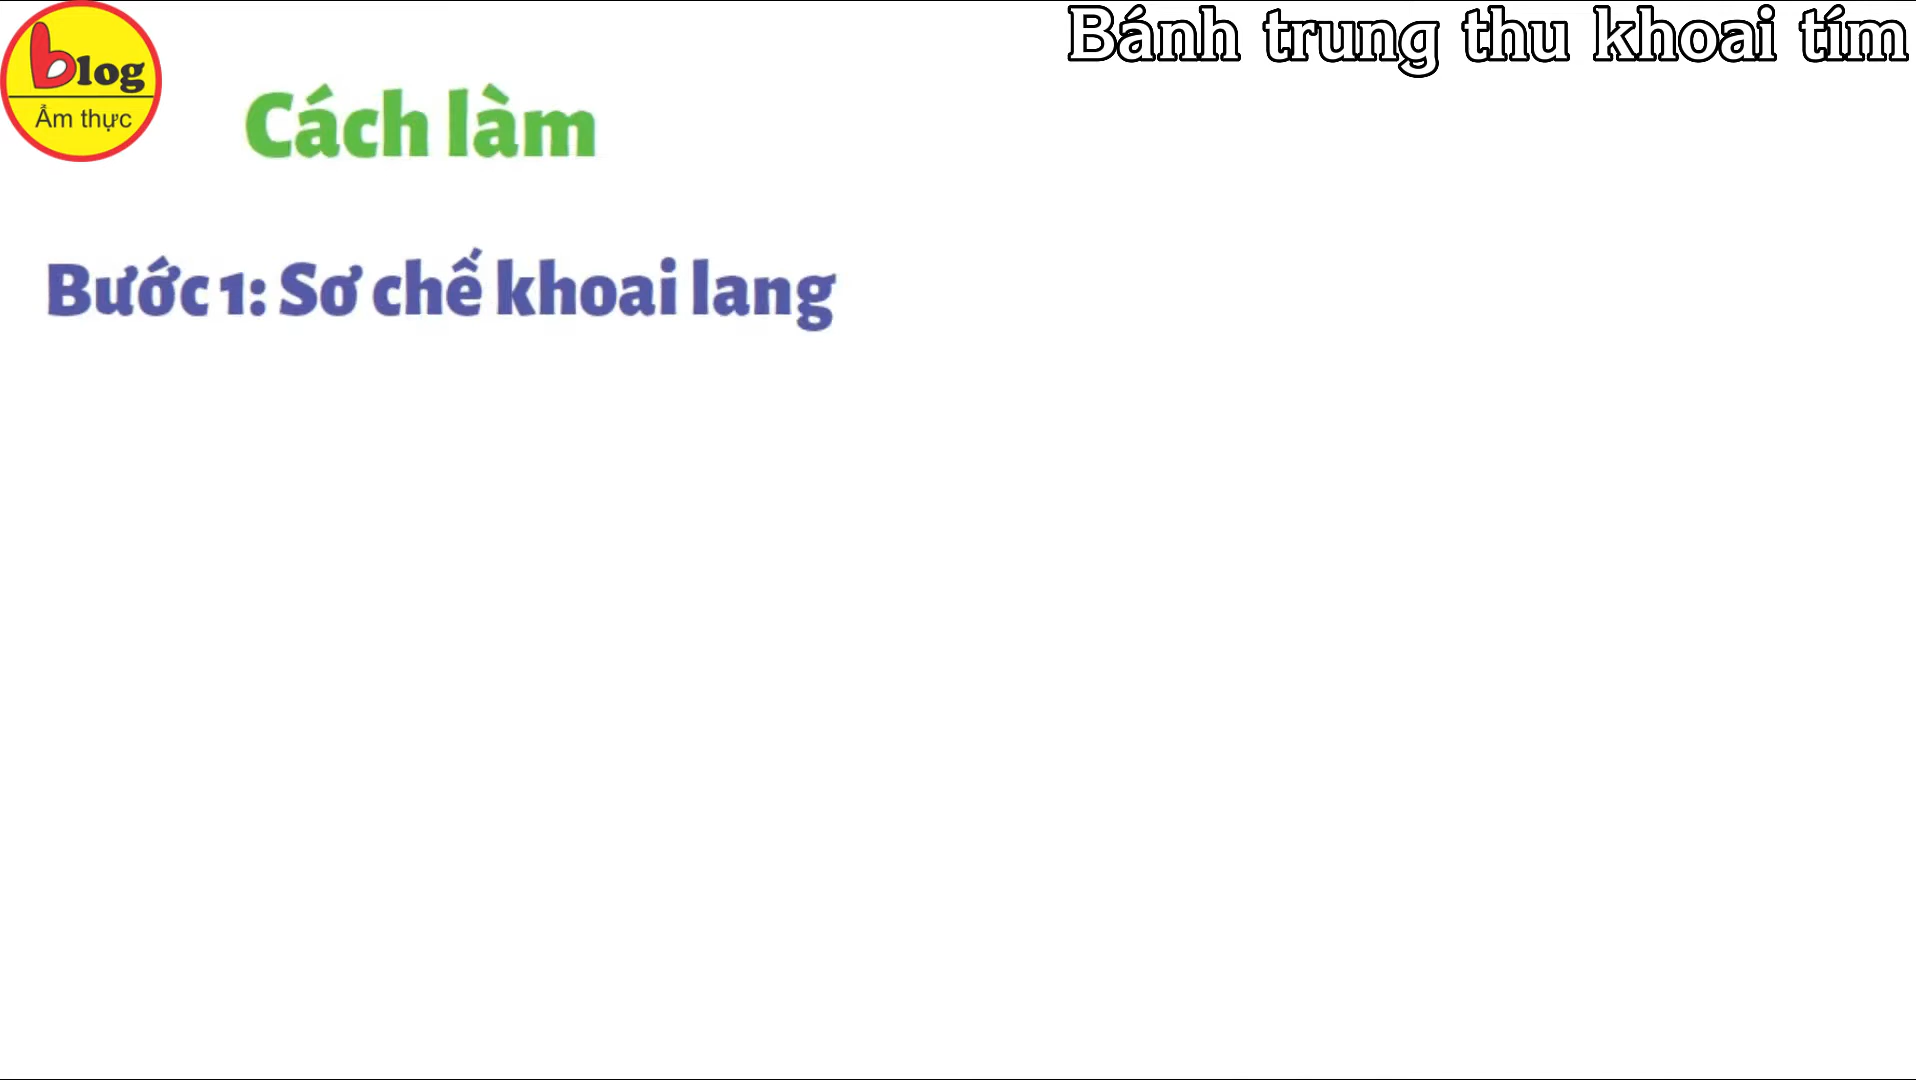 blog
Ẩm thực
Bánh trung thu khoai tím
Cách làm
Bước 1: Sơ chế khoai lang